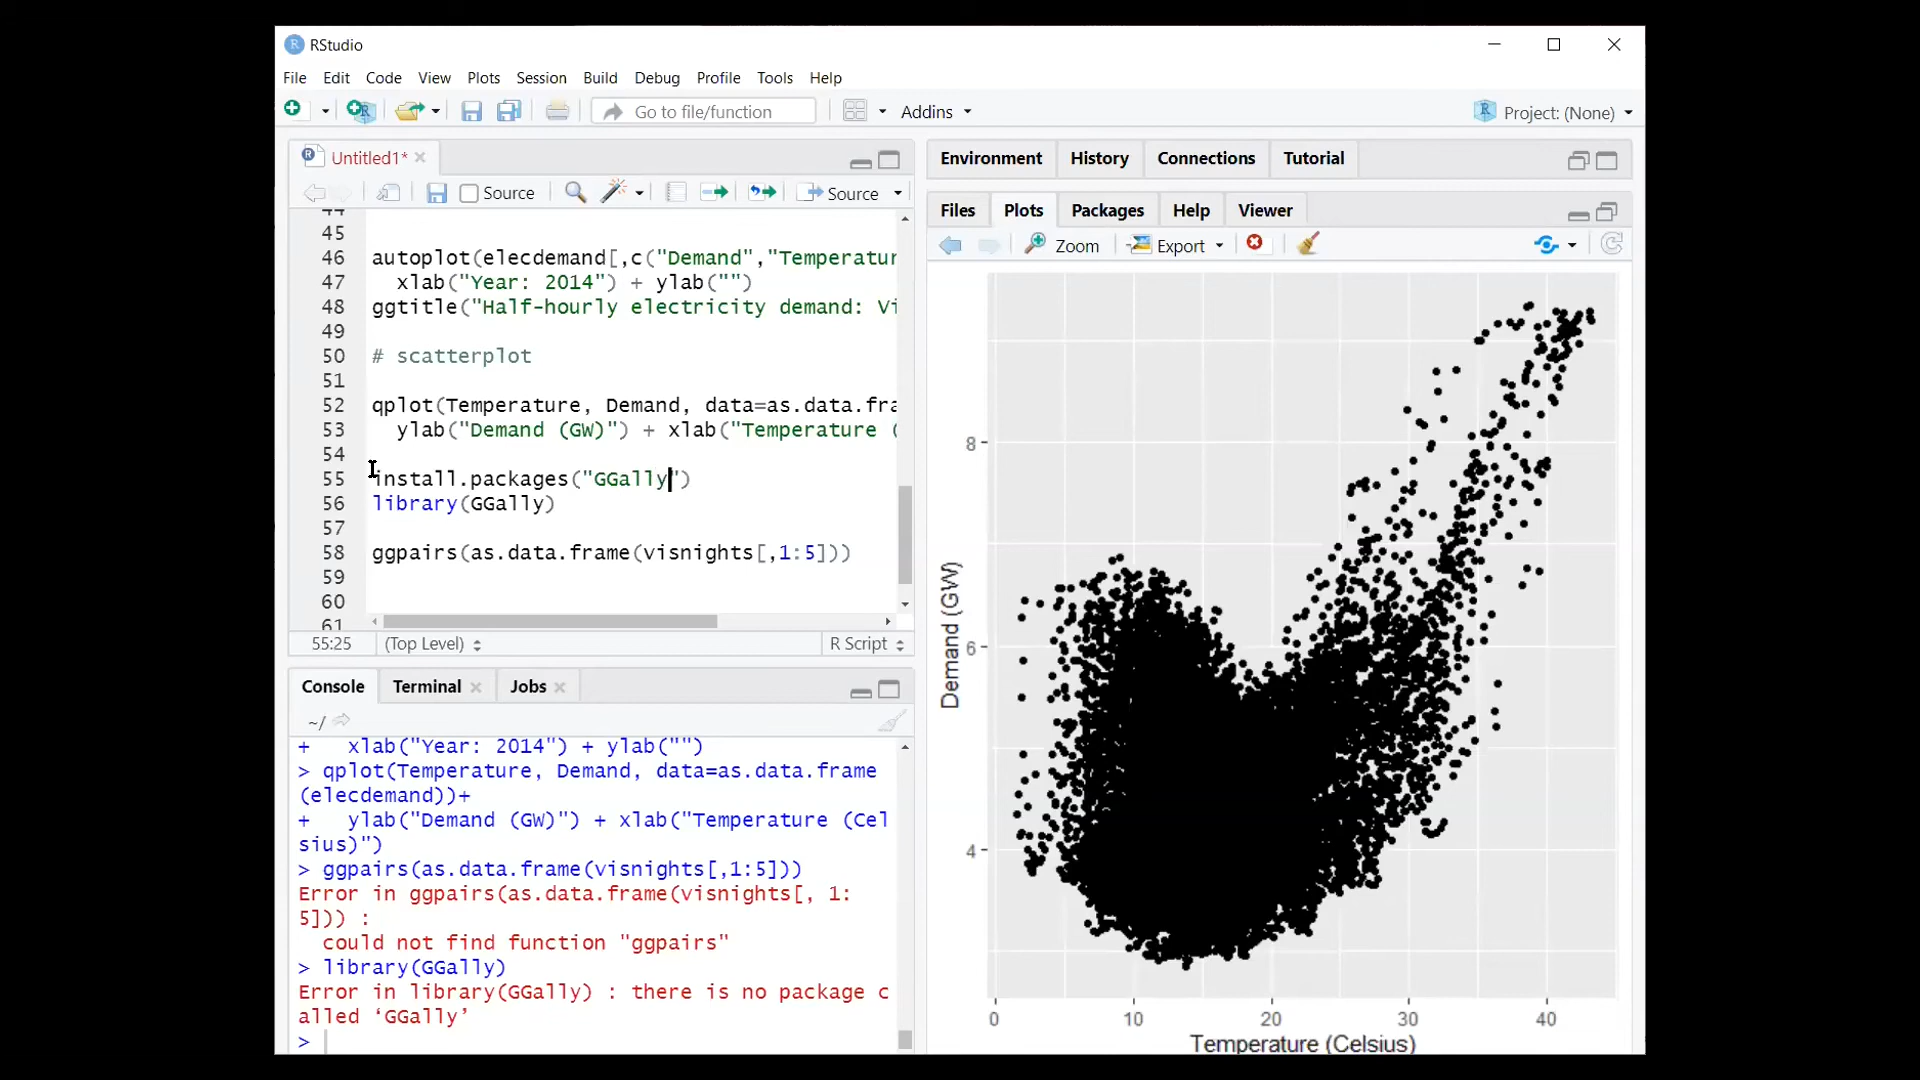 RStudio
File Edit Code View Plots Session Build Debug Profile Tools Help
Go to file/function Addins Project: (None)
Untitled1*
Source Source
44
45
46 autoplot(elecdemand[,c("Demand","Temperatur
47 xlab("Year: 2014") + ylab("")
48 ggtitle("Half-hourly electricity demand: Vi
49
50 # scatterplot
51
52 qplot(Temperature, Demand, data=as.data.fra
53 ylab("Demand (GW)") + xlab("Temperature (
54
55 install.packages("GGally")
56 library(GGally)
57
58 ggpairs(as.data.frame(visnights[,1:5]))
59
60
61
55:25 (Top Level) R Script
Console Terminal Jobs
~/
+ xlab("Year: 2014") + ylab("")
> qplot(Temperature, Demand, data=as.data.frame
(elecdemand))+
+ ylab("Demand (GW)") + xlab("Temperature (Cel
sius)")
> ggpairs(as.data.frame(visnights[,1:5]))
Error in ggpairs(as.data.frame(visnights[, 1:
5])) :
could not find function "ggpairs"
> library(GGally)
Error in library(GGally) : there is no package c
alled ‘GGally’
>
Environment History Connections Tutorial
Files Plots Packages Help Viewer
Zoom Export
8
6
4
Demand (GW)
0 10 20 30 40
Temperature (Celsius)